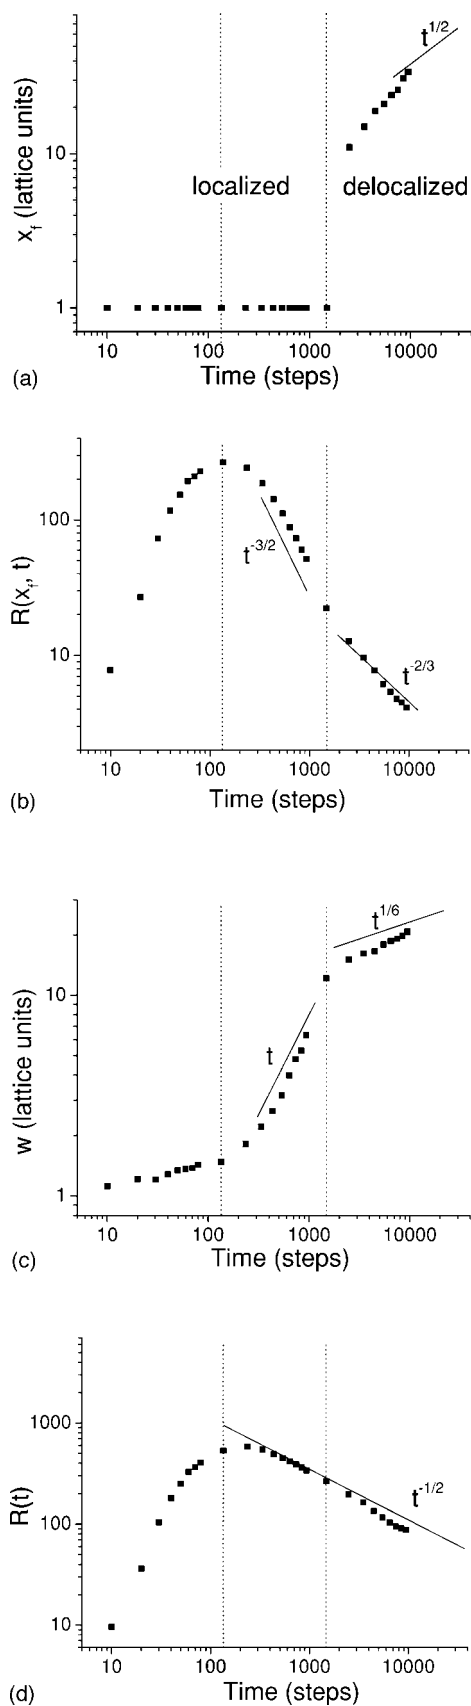 t^1/2
x_f (lattice units)
10
localized
delocalized
1
10
100
1000
10000
(a)
Time (steps)
R(x_f, t)
100
t^-3/2
10
t^-2/3
10
100
1000
10000
(b)
Time (steps)
w (lattice units)
t^1/6
10
t
1
10
100
1000
10000
(c)
Time (steps)
R(t)
1000
t^-1/2
100
10
10
100
1000
10000
(d)
Time (steps)